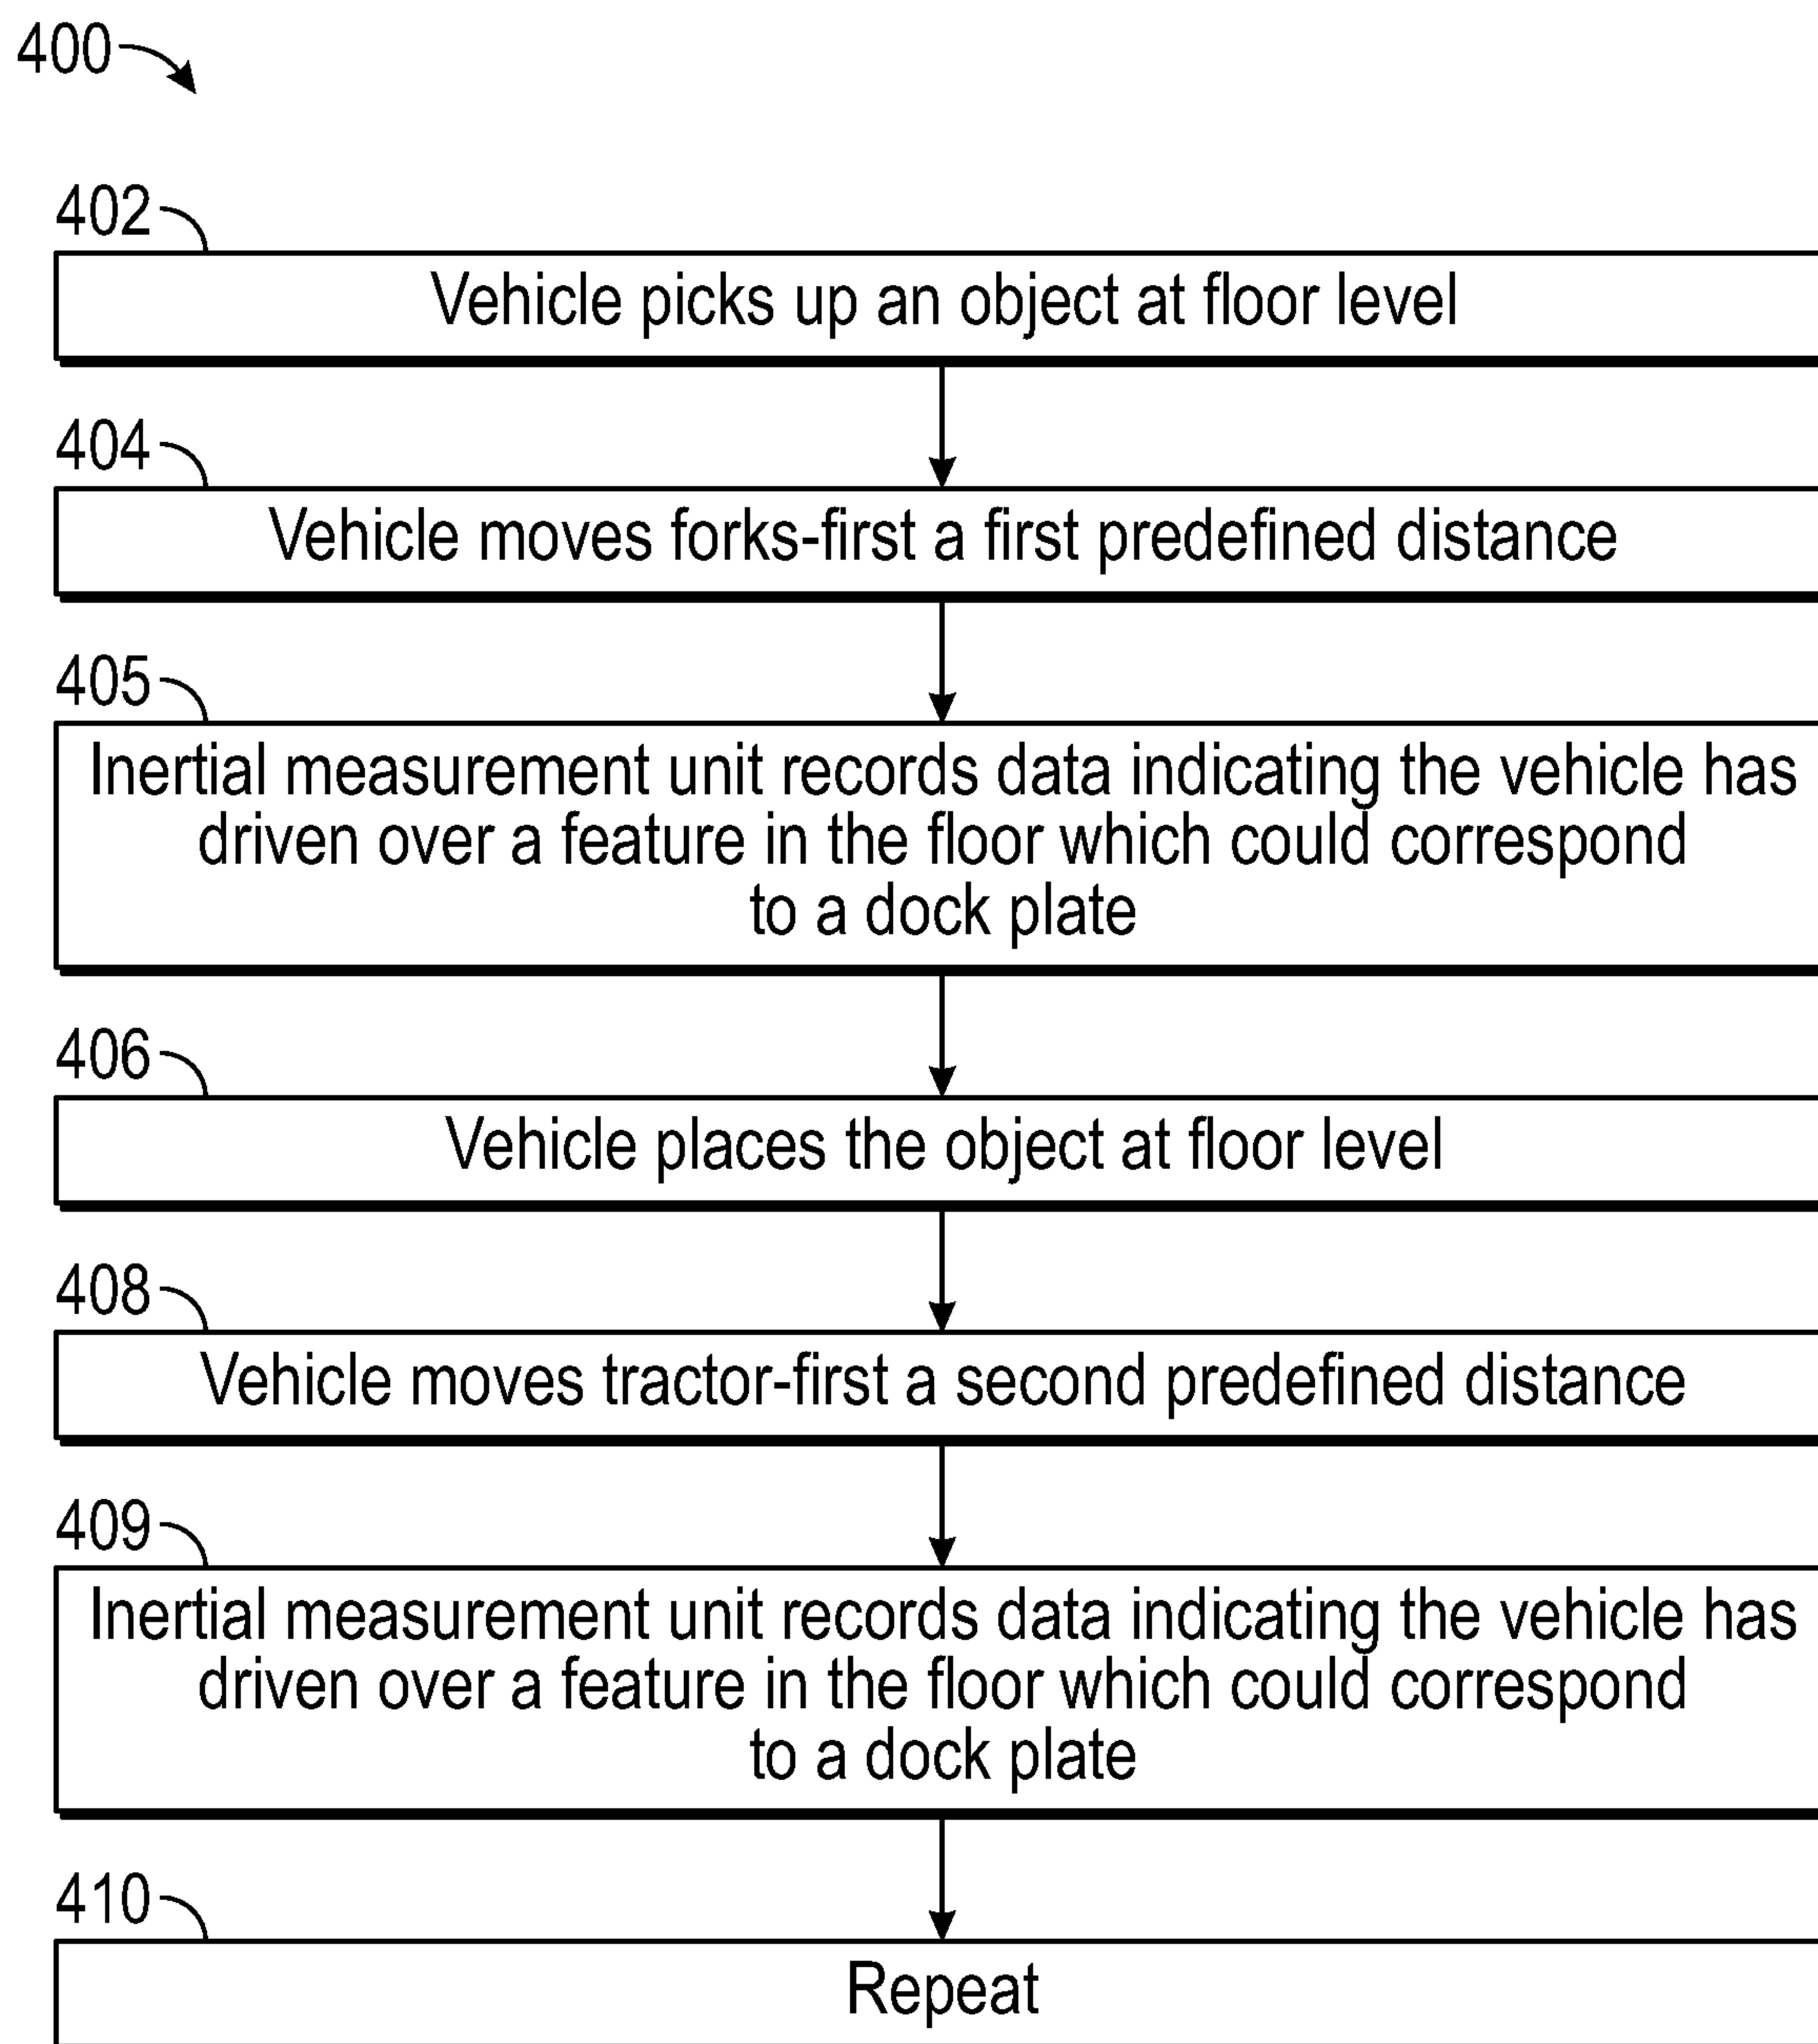 400
402
Vehicle picks up an object at floor level
404
Vehicle moves forks-first a first predefined distance
405
Inertial measurement unit records data indicating the vehicle has
driven over a feature in the floor which could correspond
to a dock plate
406
Vehicle places the object at floor level
408
Vehicle moves tractor-first a second predefined distance
409
Inertial measurement unit records data indicating the vehicle has
driven over a feature in the floor which could correspond
to a dock plate
410
Repeat